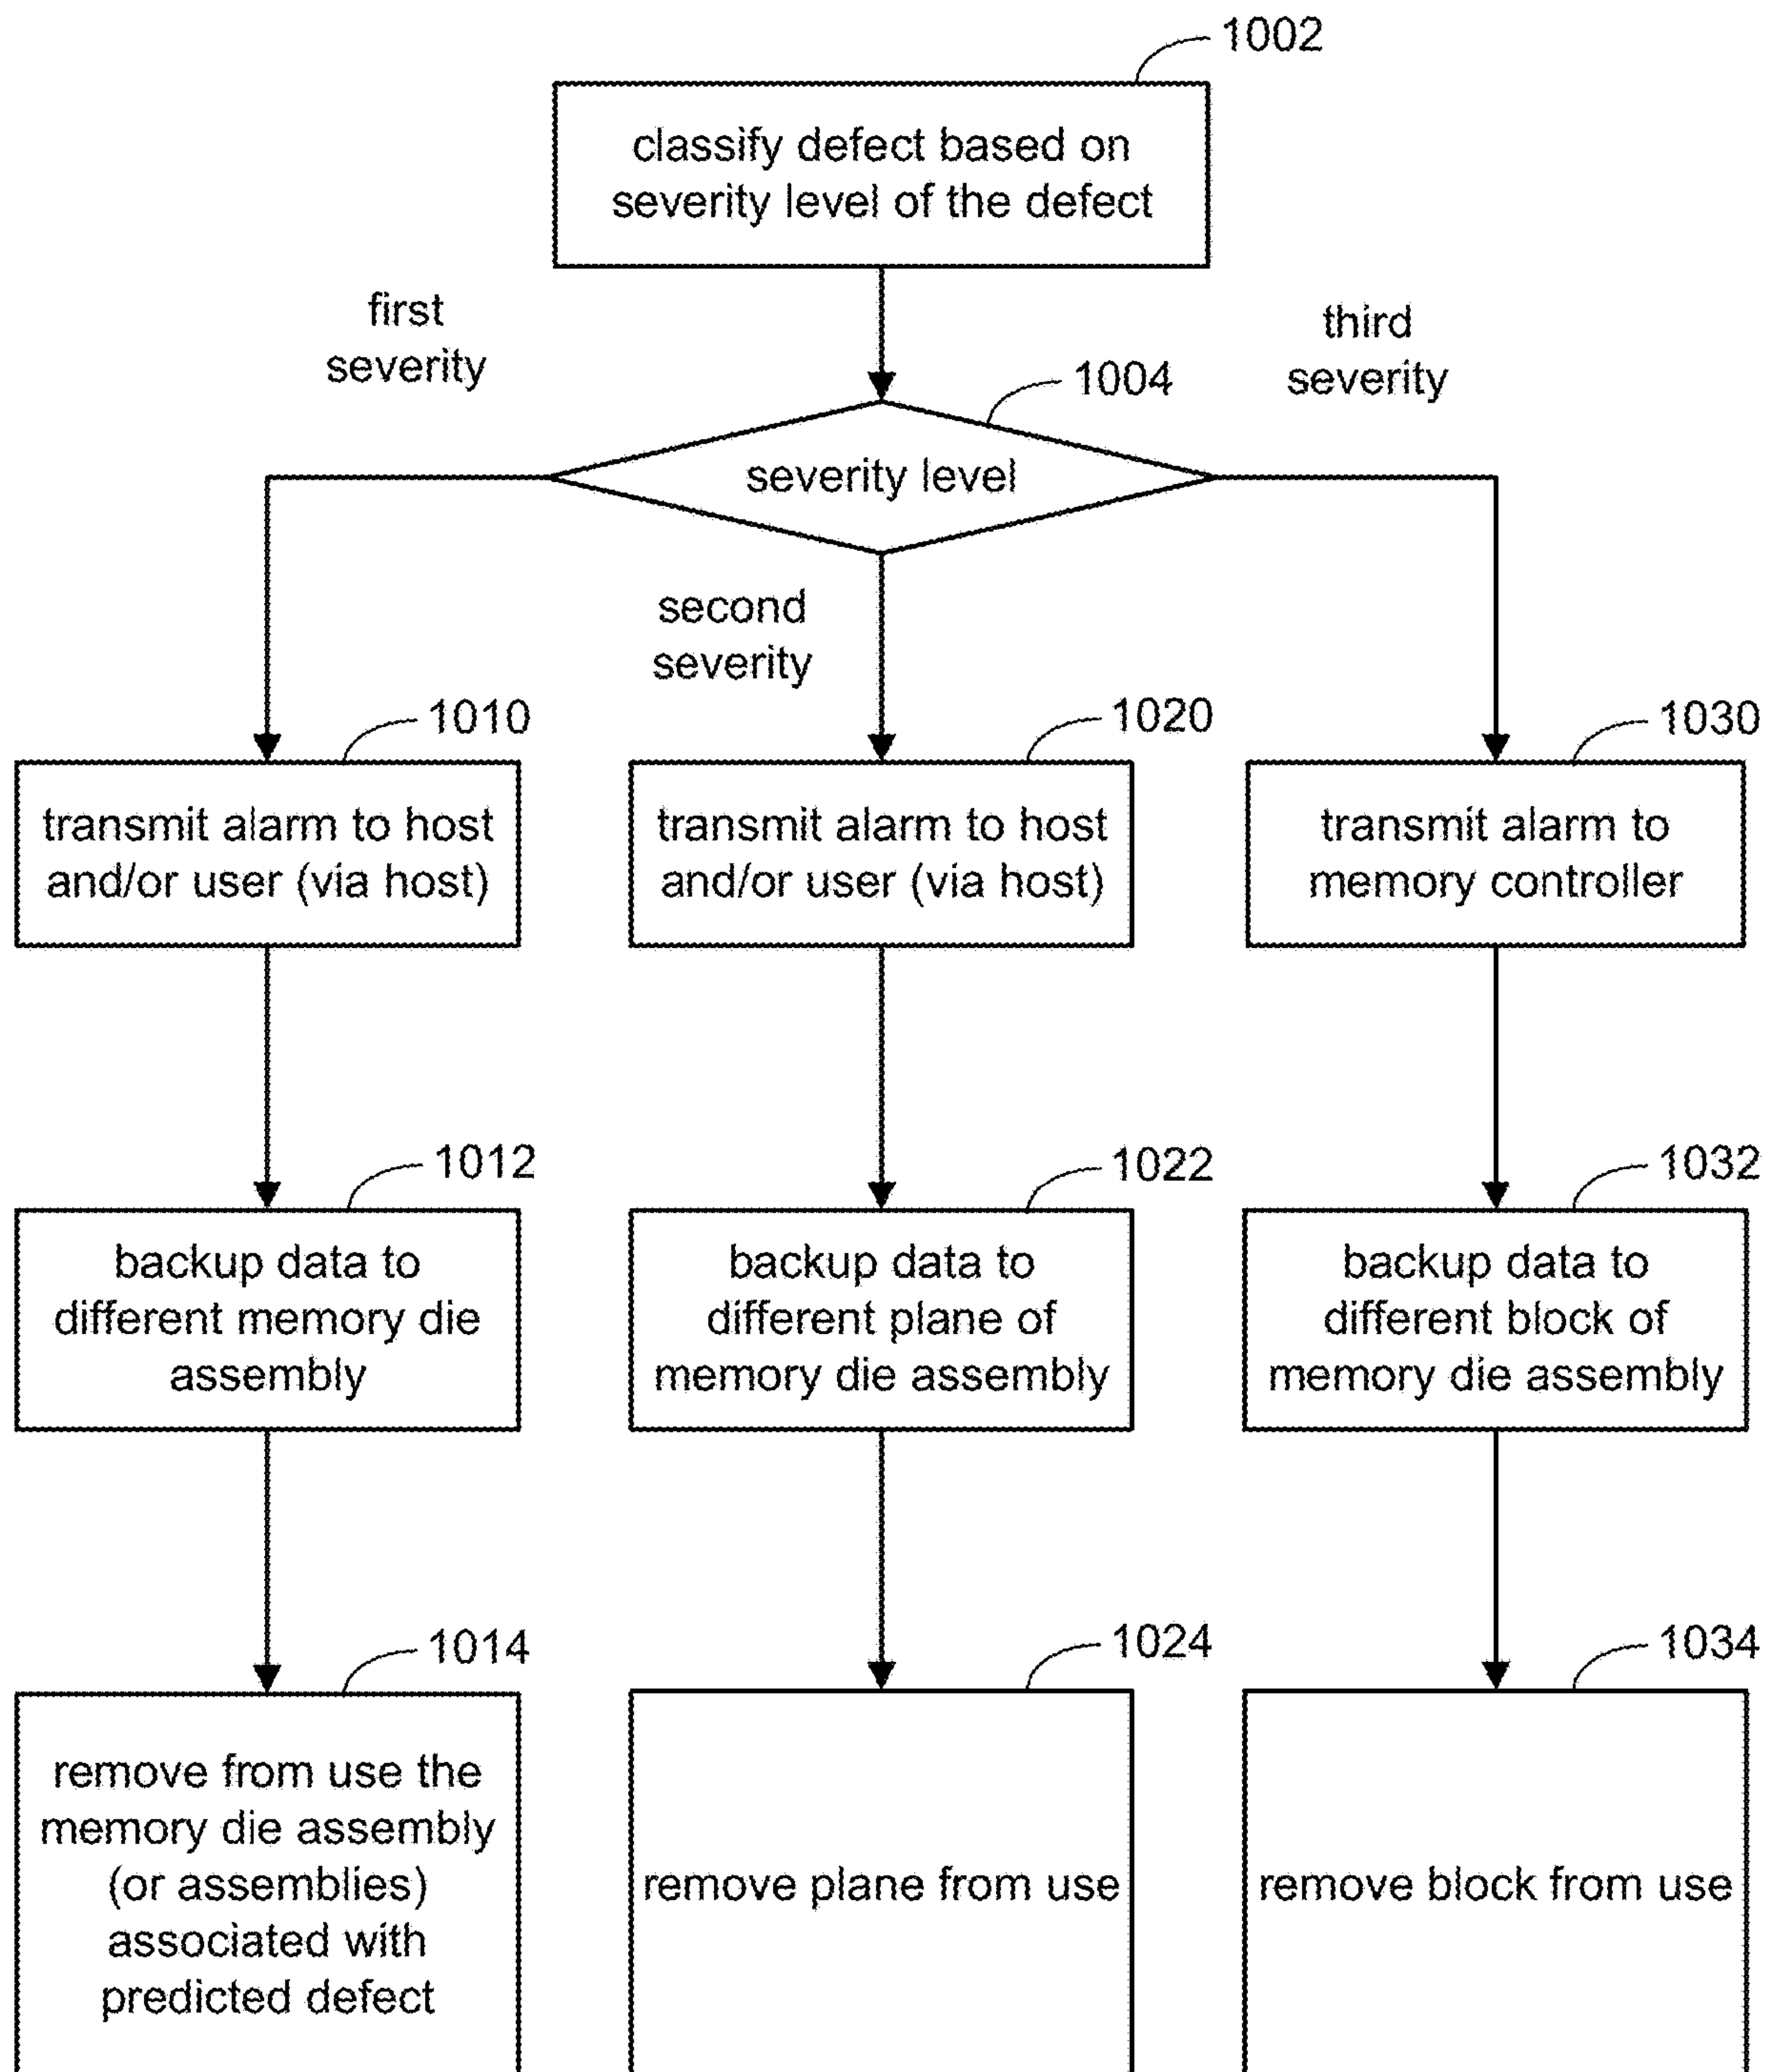 1002
classify defect based on
severity level of the defect
first
severity
third
severity
1004
severity level
second
severity
1010
transmit alarm to host
and/or user (via host)
1020
transmit alarm to host
and/or user (via host)
1030
transmit alarm to
memory controller
1012
backup data to
different memory die
assembly
1022
backup data to
different plane of
memory die assembly
1032
backup data to
different block of
memory die assembly
1014
remove from use the
memory die assembly
(or assemblies)
associated with
predicted defect
1024
remove plane from use
1034
remove block from use